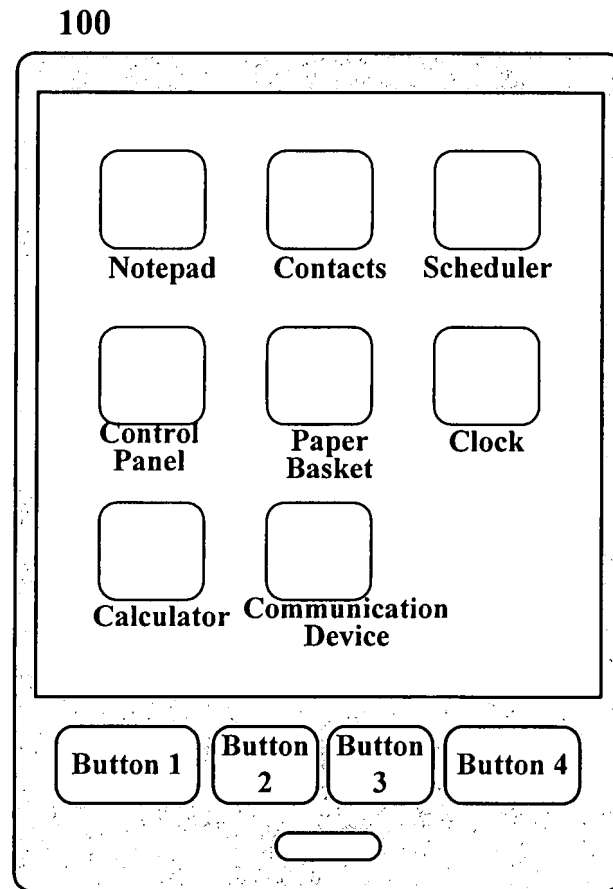 100
Notepad Contacts Scheduler
Control Panel Paper Basket Clock
Calculator Communication Device
Button 1 Button 2 Button 3 Button 4